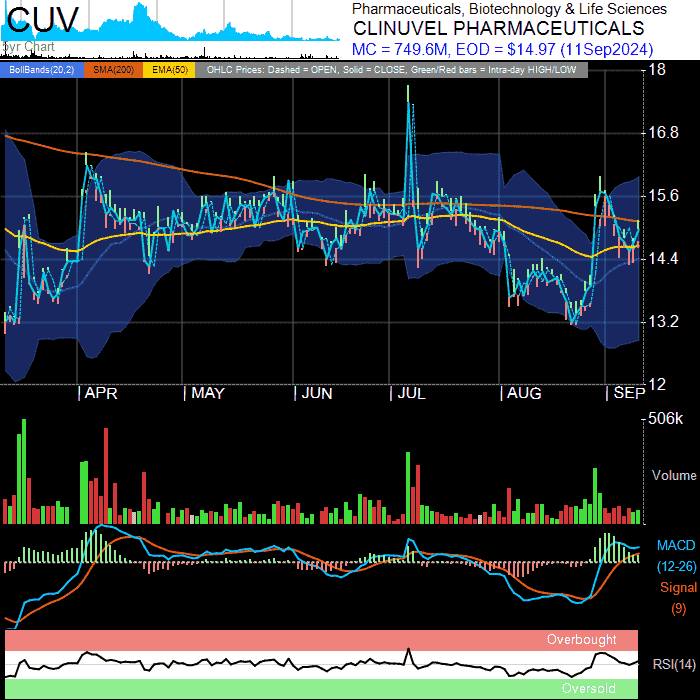 CUV
5yr Chart
Pharmaceuticals, Biotechnology & Life Sciences
CLINUVEL PHARMACEUTICALS
MC = 749.6M, EOD = $14.97 (11Sep2024)
BollBands(20,2) SMA(200) EMA(50) OHLC Prices: Dashed = OPEN, Solid = CLOSE, Green/Red bars = Intra-day HIGH/LOW
18
16.8
15.6
14.4
13.2
12
APR MAY JUN JUL AUG SEP
506k
Volume
MACD
(12-26)
Signal
(9)
Overbought
RSI(14)
Oversold